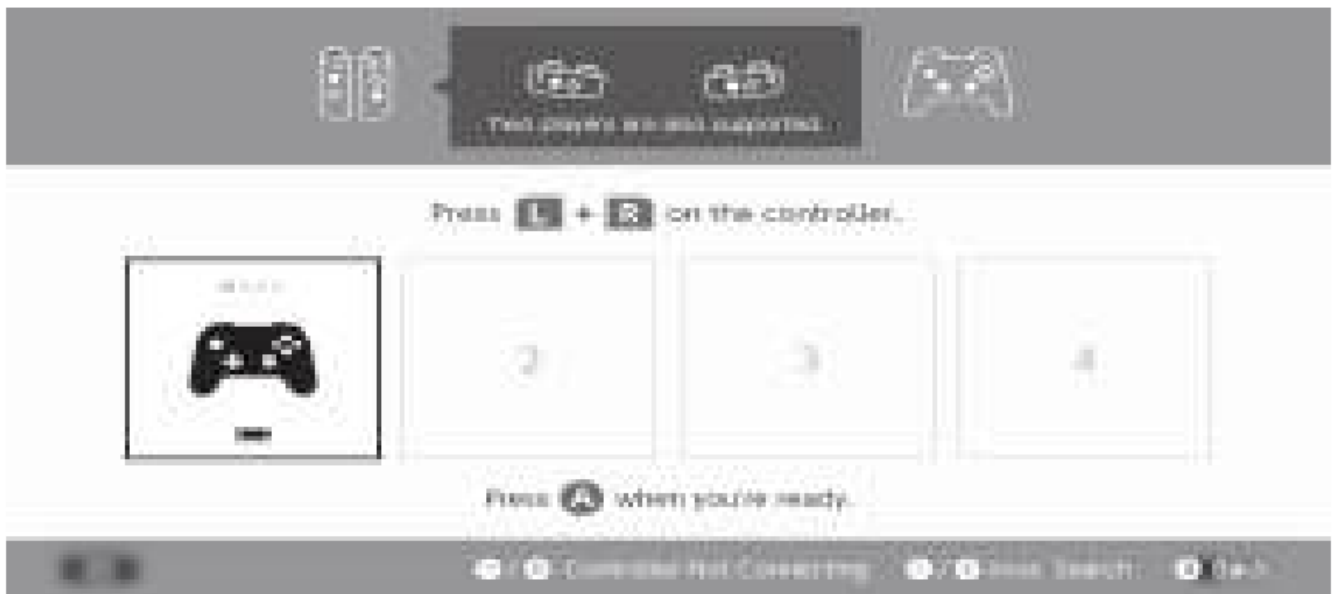 Two players are also supported.
Press L + R on the controller.
2 3 4
Press A when you're ready.
Controller Not Connecting Search